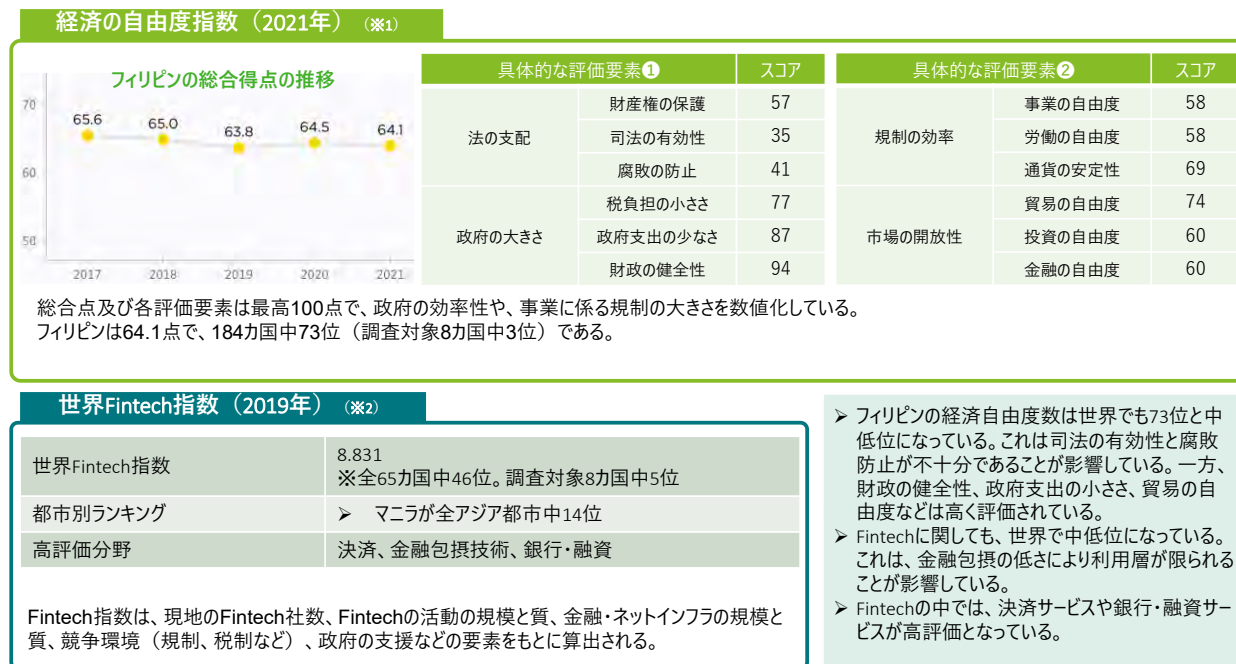 経済の自由度指数（2021年）（※1）
フィリピンの総合得点の推移
70
60
50
65.6
65.0
63.8
64.5
64.1
2017
2018
2019
2020
2021
具体的な評価要素❶ スコア
法の支配
財産権の保護 57
司法の有効性 35
腐敗の防止 41
政府の大きさ
税負担の小ささ 77
政府支出の少なさ 87
財政の健全性 94
具体的な評価要素❷ スコア
規制の効率
事業の自由度 58
労働の自由度 58
通貨の安定性 69
市場の開放性
貿易の自由度 74
投資の自由度 60
金融の自由度 60
総合点及び各評価要素は最高100点で、政府の効率性や、事業に係る規制の大きさを数値化している。
フィリピンは64.1点で、184カ国中73位（調査対象8カ国中3位）である。
世界Fintech指数（2019年）（※2）
世界Fintech指数
8.831
※全65カ国中46位。調査対象8カ国中5位
都市別ランキング
➢ マニラが全アジア都市中14位
高評価分野
決済、金融包摂技術、銀行・融資
Fintech指数は、現地のFintech社数、Fintechの活動の規模と質、金融・ネットインフラの規模と
質、競争環境（規制、税制など）、政府の支援などの要素をもとに算出される。
➢ フィリピンの経済自由度数は世界でも73位と中
低位になっている。これは司法の有効性と腐敗
防止が不十分であることが影響している。一方、
財政の健全性、政府支出の小ささ、貿易の自
由度などは高く評価されている。
➢ Fintechに関しても、世界で中低位になっている。
これは、金融包摂の低さにより利用層が限られる
ことが影響している。
➢ Fintechの中では、決済サービスや銀行・融資サー
ビスが高評価となっている。